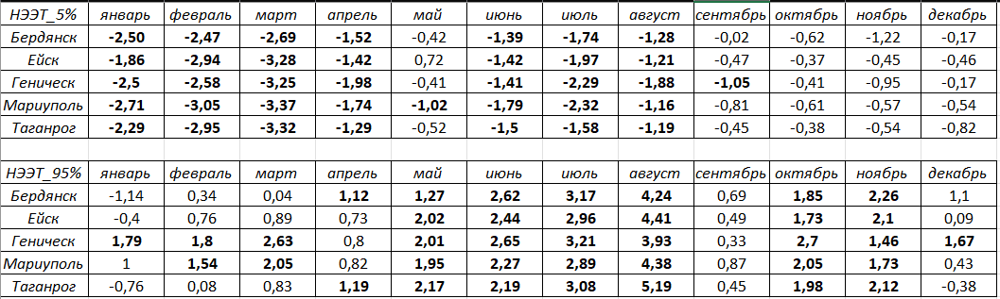 НЭЭТ_5% январь февраль март апрель май июнь июль август сентябрь октябрь ноябрь декабрь
Бердянск -2,50 -2,47 -2,69 -1,52 -0,42 -1,39 -1,74 -1,28 -0,02 -0,62 -1,22 -0,17
Ейск -1,86 -2,94 -3,28 -1,42 0,72 -1,42 -1,97 -1,21 -0,47 -0,37 -0,45 -0,46
Геническ -2,5 -2,58 -3,25 -1,98 -0,41 -1,41 -2,29 -1,88 -1,05 -0,41 -0,95 -0,17
Мариуполь -2,71 -3,05 -3,37 -1,74 -1,02 -1,79 -2,32 -1,16 -0,81 -0,61 -0,57 -0,54
Таганрог -2,29 -2,95 -3,32 -1,29 -0,52 -1,5 -1,58 -1,19 -0,45 -0,38 -0,54 -0,82
НЭЭТ_95% январь февраль март апрель май июнь июль август сентябрь октябрь ноябрь декабрь
Бердянск -1,14 0,34 0,04 1,12 1,27 2,62 3,17 4,24 0,69 1,85 2,26 1,1
Ейск -0,4 0,76 0,89 0,73 2,02 2,44 2,96 4,41 0,49 1,73 2,1 0,09
Геническ 1,79 1,8 2,63 0,8 2,01 2,65 3,21 3,93 0,33 2,7 1,46 1,67
Мариуполь 1 1,54 2,05 0,82 1,95 2,27 2,89 4,38 0,87 2,05 1,73 0,43
Таганрог -0,76 0,08 0,83 1,19 2,17 2,19 3,08 5,19 0,45 1,98 2,12 -0,38